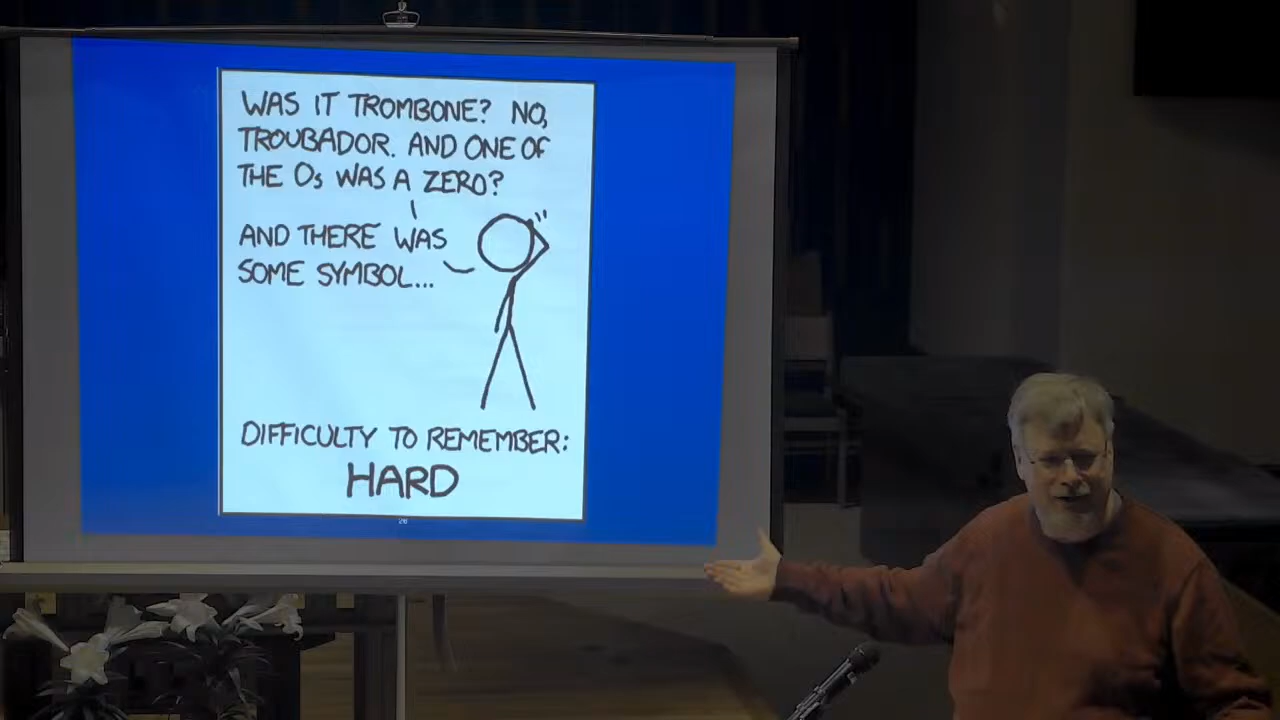 WAS IT TROMBONE? NO,
TROUBADOR. AND ONE OF
THE Os WAS A ZERO?
AND THERE WAS
SOME SYMBOL...
DIFFICULTY TO REMEMBER:
HARD